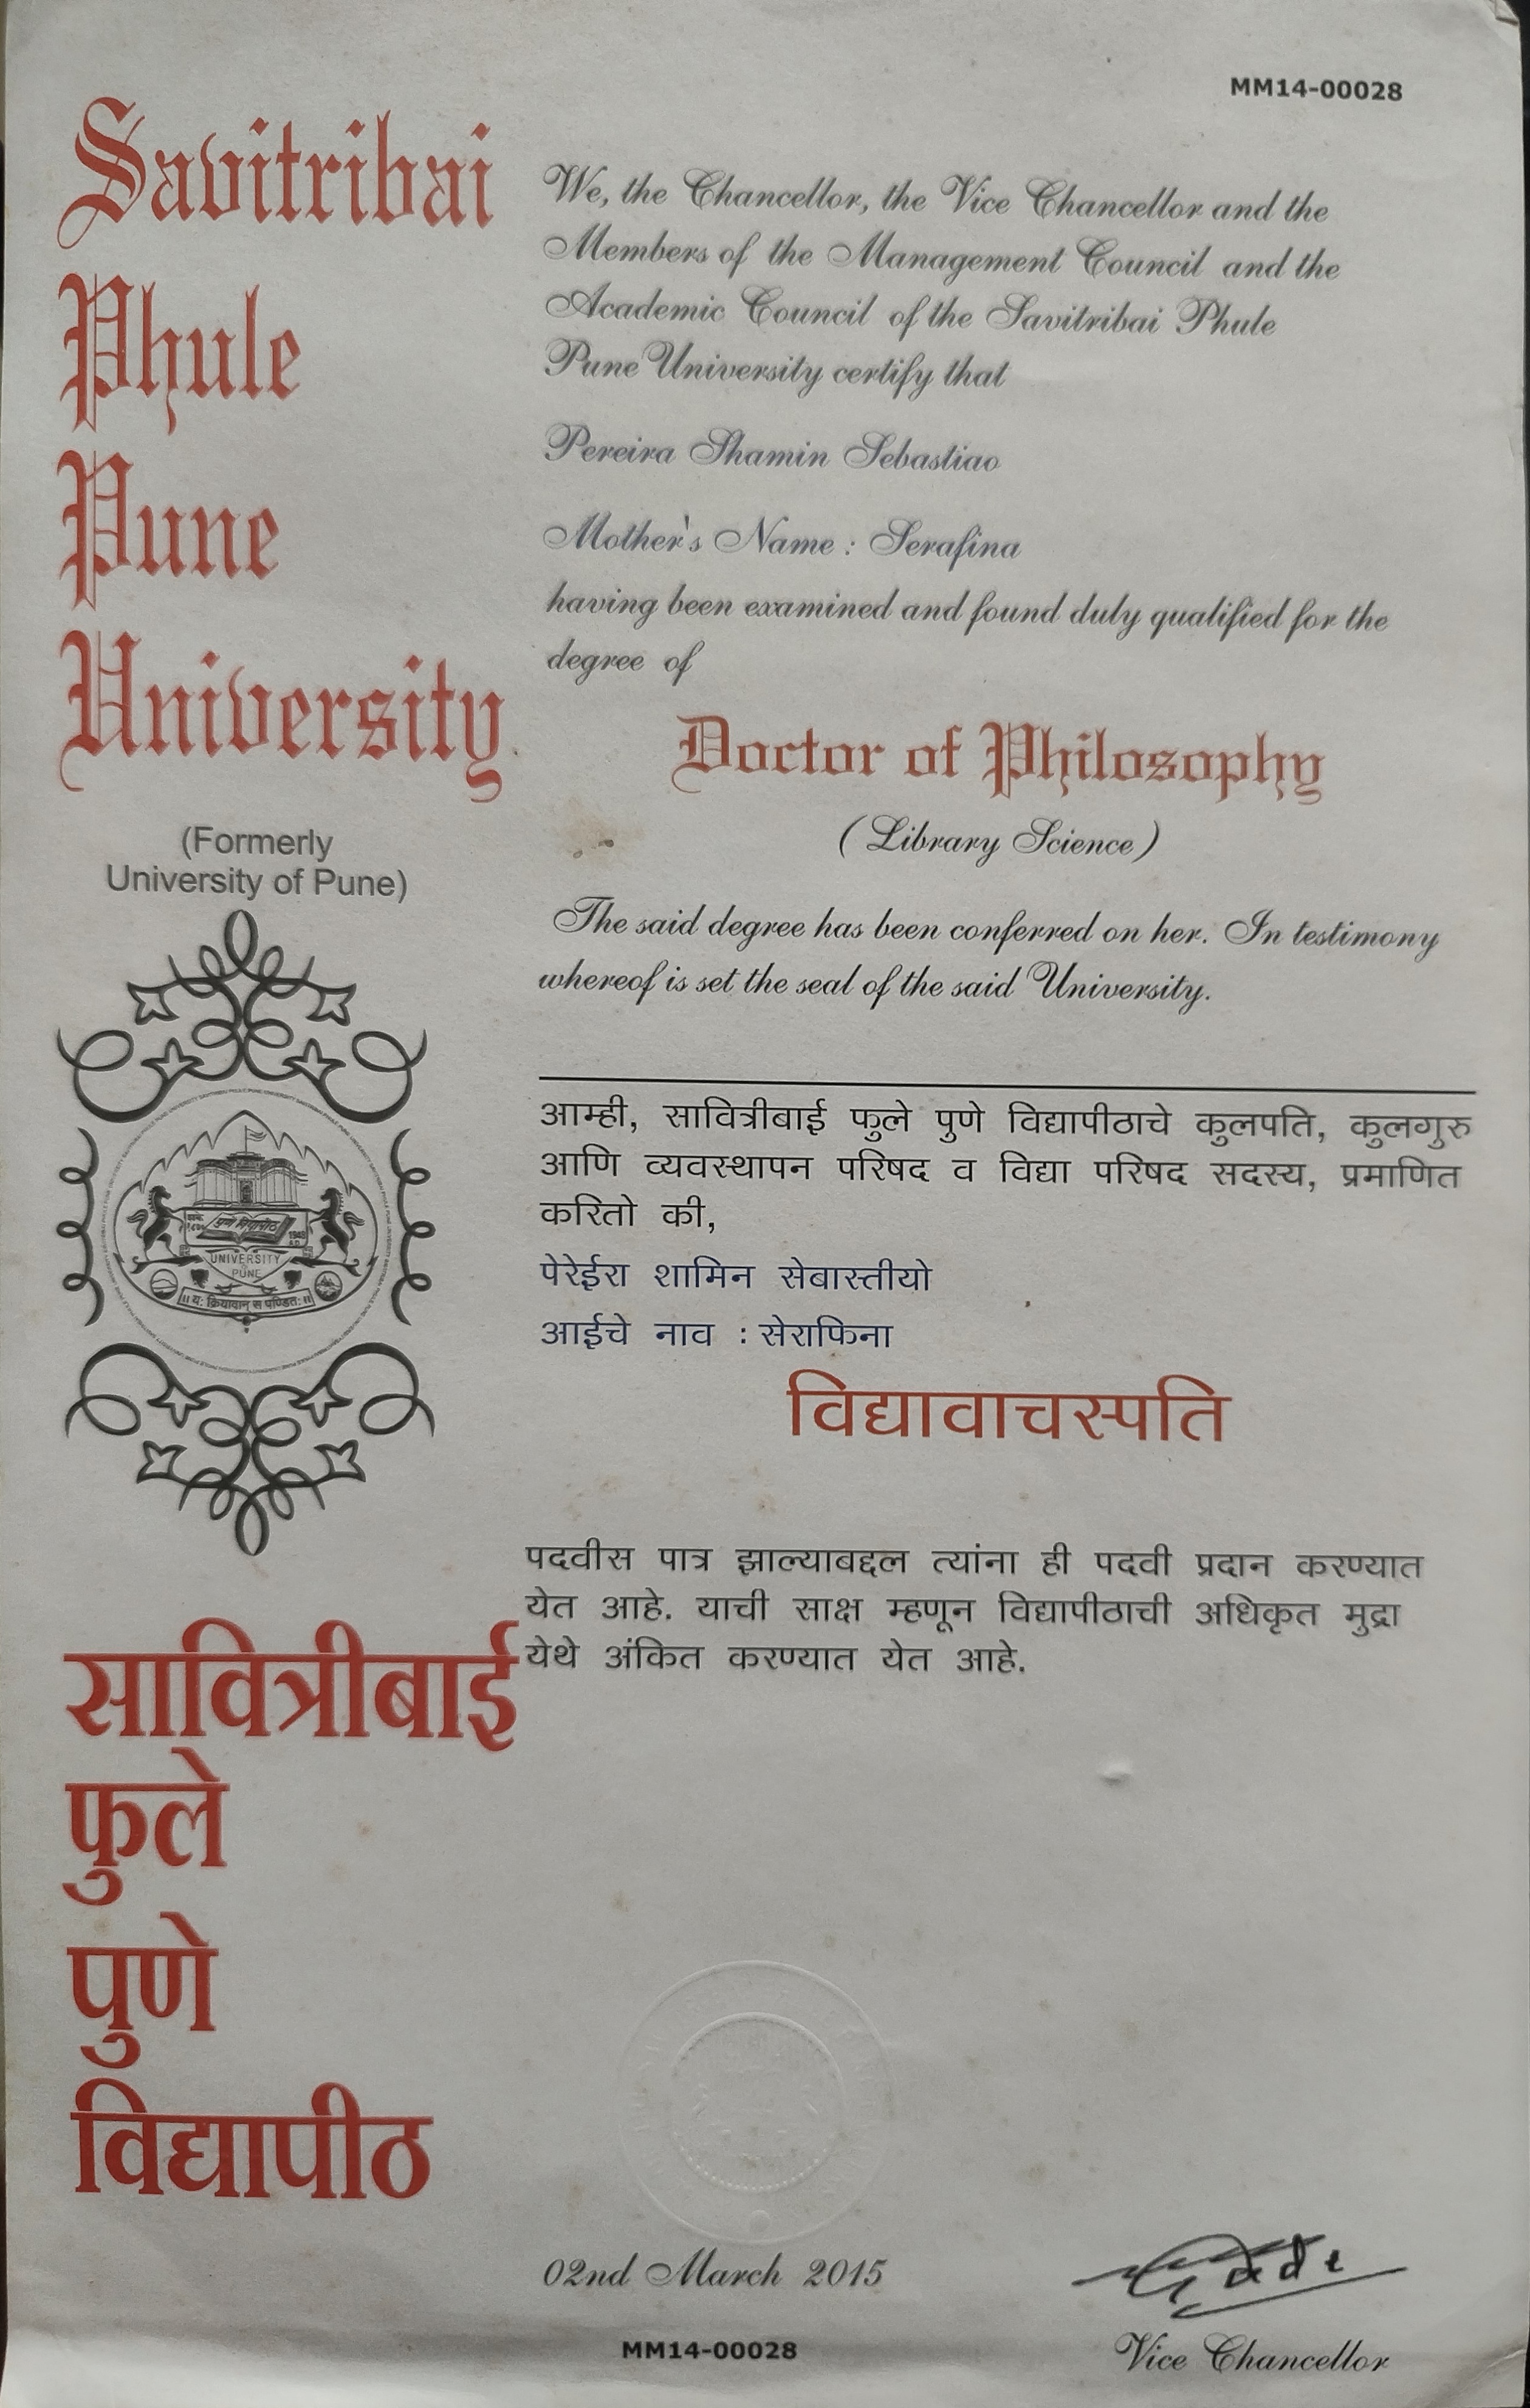 MM14-00028
Savitribai
Phule
Pune
University
(Formerly
University of Pune)
We, the Chancellor, the Vice Chancellor and the
Members of the Management Council and the
Academic Council of the Savitribai Phule
Pune University certify that
Pereira Shamin Sebastiao
Mother's Name : Serafina
having been examined and found duly qualified for the
degree of
Doctor of Philosophy
( Library Science )
The said degree has been conferred on her. In testimony
whereof is set the seal of the said University.
पुणे विद्यापीठ
1948
UNIVERSITY
PUNE
॥ यः क्रियावान् स पण्डितः ॥
आम्ही, सावित्रीबाई फुले पुणे विद्यापीठाचे कुलपति, कुलगुरु
आणि व्यवस्थापन परिषद व विद्या परिषद सदस्य, प्रमाणित
करितो की,
पेरेईरा शामिन सेबास्तीयो
आईचे नाव : सेराफिना
विद्यावाचस्पति
पदवीस पात्र झाल्याबद्दल त्यांना ही पदवी प्रदान करण्यात
येत आहे. याची साक्ष म्हणून विद्यापीठाची अधिकृत मुद्रा
येथे अंकित करण्यात येत आहे.
सावित्रीबाई
फुले
पुणे
विद्यापीठ
02nd March 2015
Vice Chancellor
MM14-00028